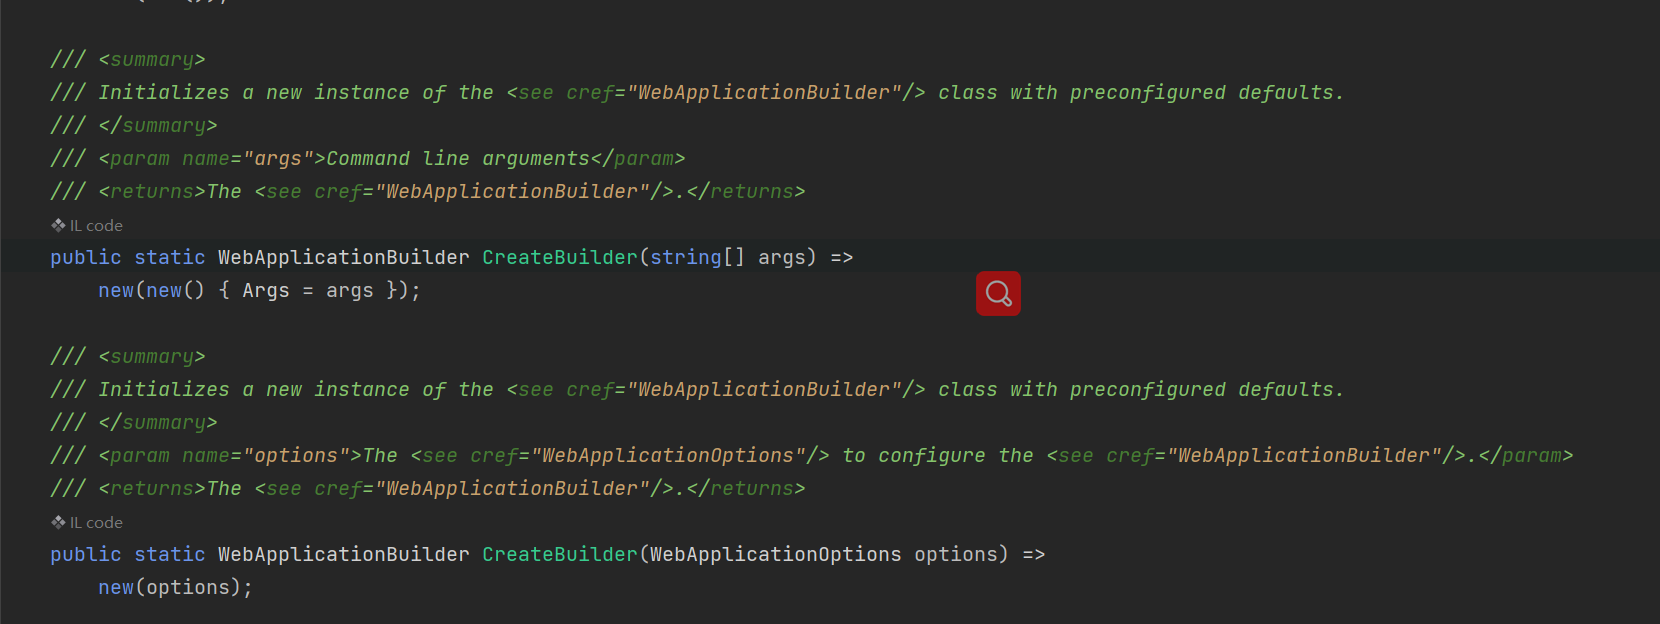 /// <summary>
/// Initializes a new instance of the <see cref="WebApplicationBuilder"/> class with preconfigured defaults.
/// </summary>
/// <param name="args">Command line arguments</param>
/// <returns>The <see cref="WebApplicationBuilder"/>.</returns>
IL code
public static WebApplicationBuilder CreateBuilder(string[] args) =>
    new(new() { Args = args });
/// <summary>
/// Initializes a new instance of the <see cref="WebApplicationBuilder"/> class with preconfigured defaults.
/// </summary>
/// <param name="options">The <see cref="WebApplicationOptions"/> to configure the <see cref="WebApplicationBuilder"/>.</param>
/// <returns>The <see cref="WebApplicationBuilder"/>.</returns>
IL code
public static WebApplicationBuilder CreateBuilder(WebApplicationOptions options) =>
    new(options);